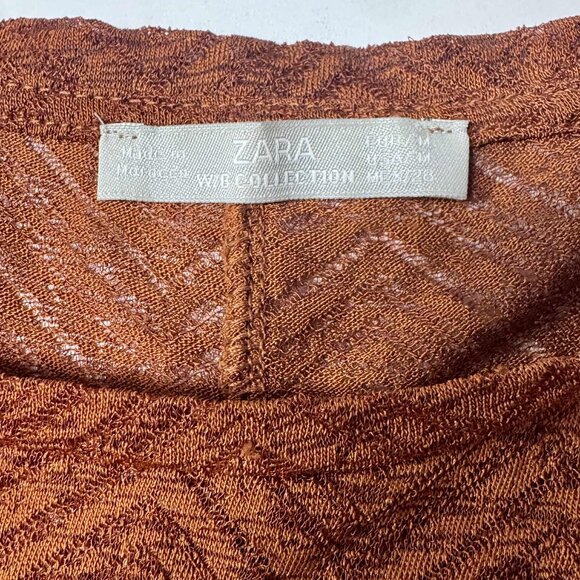 Made in
Morocco
ZARA
W/B COLLECTION
EUR M
USA M
MEX 28